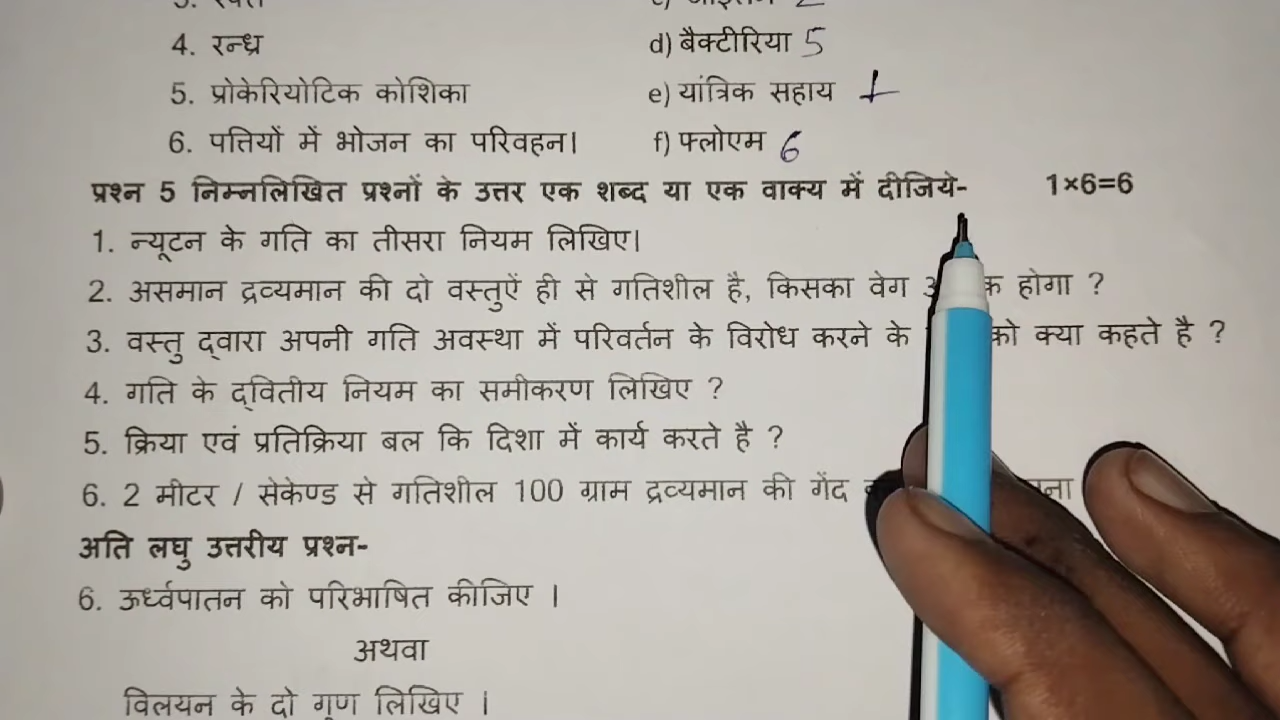 4. रन्ध्र d) बैक्टीरिया 5
5. प्रोकेरियोटिक कोशिका e) यांत्रिक सहाय 1
6. पत्तियों में भोजन का परिवहन। f) फ्लोएम 6
प्रश्न 5 निम्नलिखित प्रश्नों के उत्तर एक शब्द या एक वाक्य में दीजिये- 1×6=6
1. न्यूटन के गति का तीसरा नियम लिखिए।
2. असमान द्रव्यमान की दो वस्तुऐं ही से गतिशील है, किसका वेग होगा ?
3. वस्तु द्वारा अपनी गति अवस्था में परिवर्तन के विरोध करने के को क्या कहते है ?
4. गति के द्वितीय नियम का समीकरण लिखिए ?
5. क्रिया एवं प्रतिक्रिया बल कि दिशा में कार्य करते है ?
6. 2 मीटर / सेकेण्ड से गतिशील 100 ग्राम द्रव्यमान की गेंद
अति लघु उत्तरीय प्रश्न-
6. ऊर्ध्वपातन को परिभाषित कीजिए ।
अथवा
विलयन के दो गुण लिखिए ।